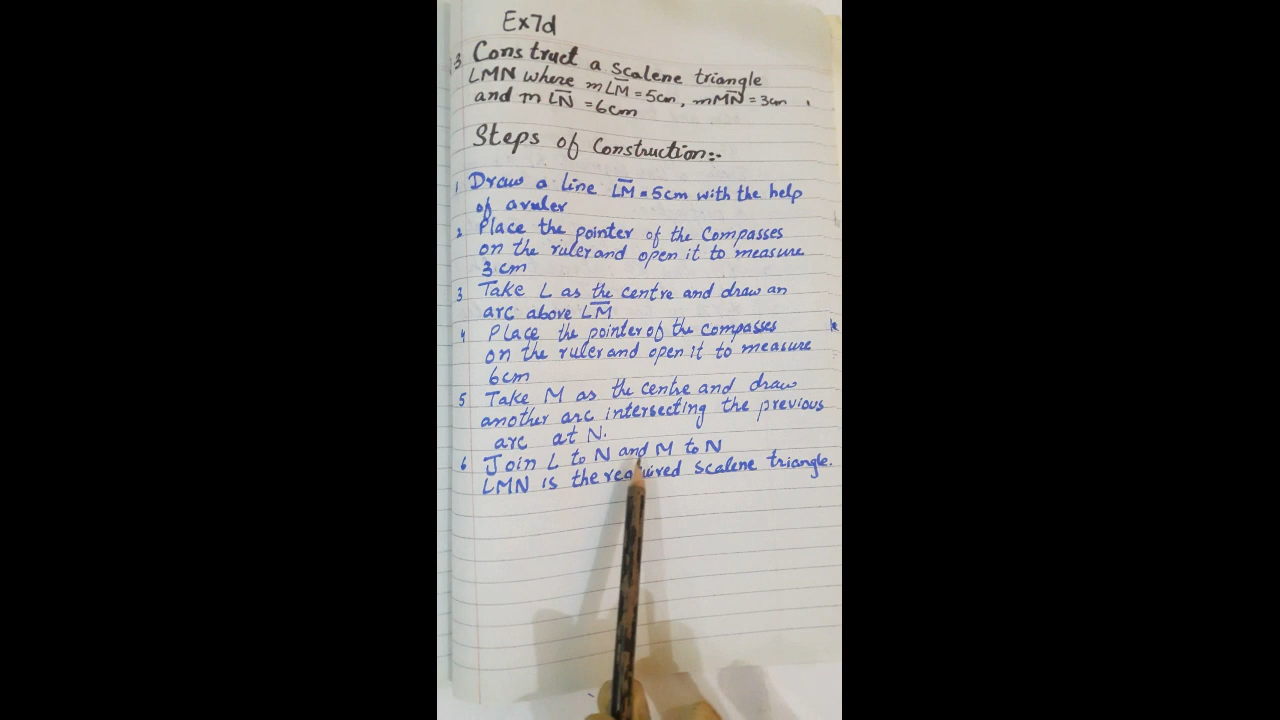 Ex7d
3 Construct a scalene triangle
LMN where mLM = 5cm, mMN = 3cm
and m LN = 6cm
Steps of Construction:-
1 Draw a line LM = 5cm with the help
of a ruler
2 Place the pointer of the Compasses
on the ruler and open it to measure
3 cm
3 Take L as the centre and draw an
arc above LM
4 Place the pointer of the compasses
on the ruler and open it to measure
6cm
5 Take M as the centre and draw
another arc intersecting the previous
arc at N.
6 Join L to N and M to N
LMN is the required scalene triangle.